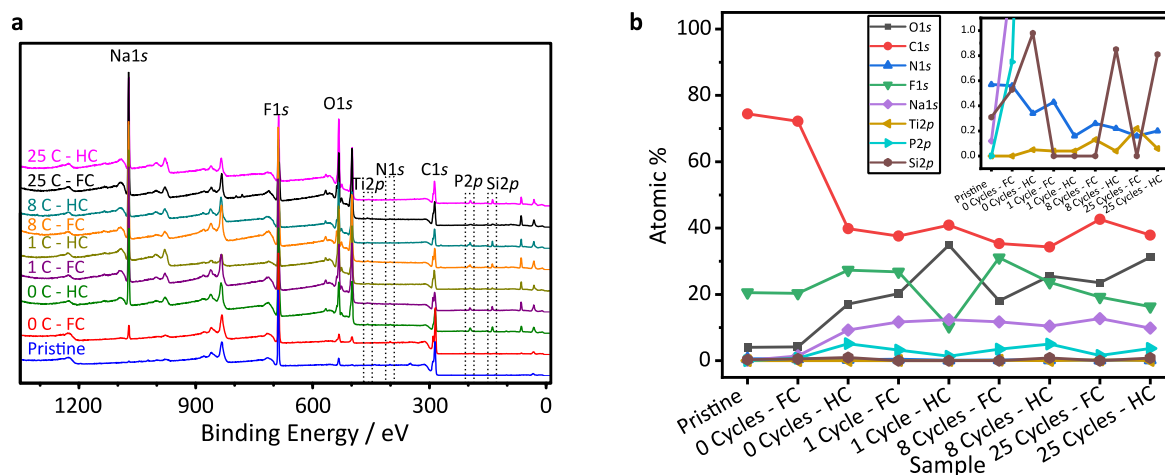 a
Na1s
F1s
O1s
N1s
C1s
Ti2p
P2p
Si2p
25 C - HC
25 C - FC
8 C - HC
8 C - FC
1 C - HC
1 C - FC
0 C - HC
0 C - FC
Pristine
1200
900
600
300
0
Binding Energy / eV
b
100
80
60
40
20
0
Atomic %
O1s
C1s
N1s
F1s
Na1s
Ti2p
P2p
Si2p
1.0
0.8
0.6
0.4
0.2
0.0
Pristine
0 Cycles - FC
0 Cycles - HC
1 Cycle - FC
1 Cycle - HC
8 Cycles - FC
8 Cycles - HC
25 Cycles - FC
25 Cycles - HC
Pristine
0 Cycles - FC
0 Cycles - HC
1 Cycle - FC
1 Cycle - HC
8 Cycles - FC
8 Cycles - HC
25 Cycles - FC
25 Cycles - HC
Sample